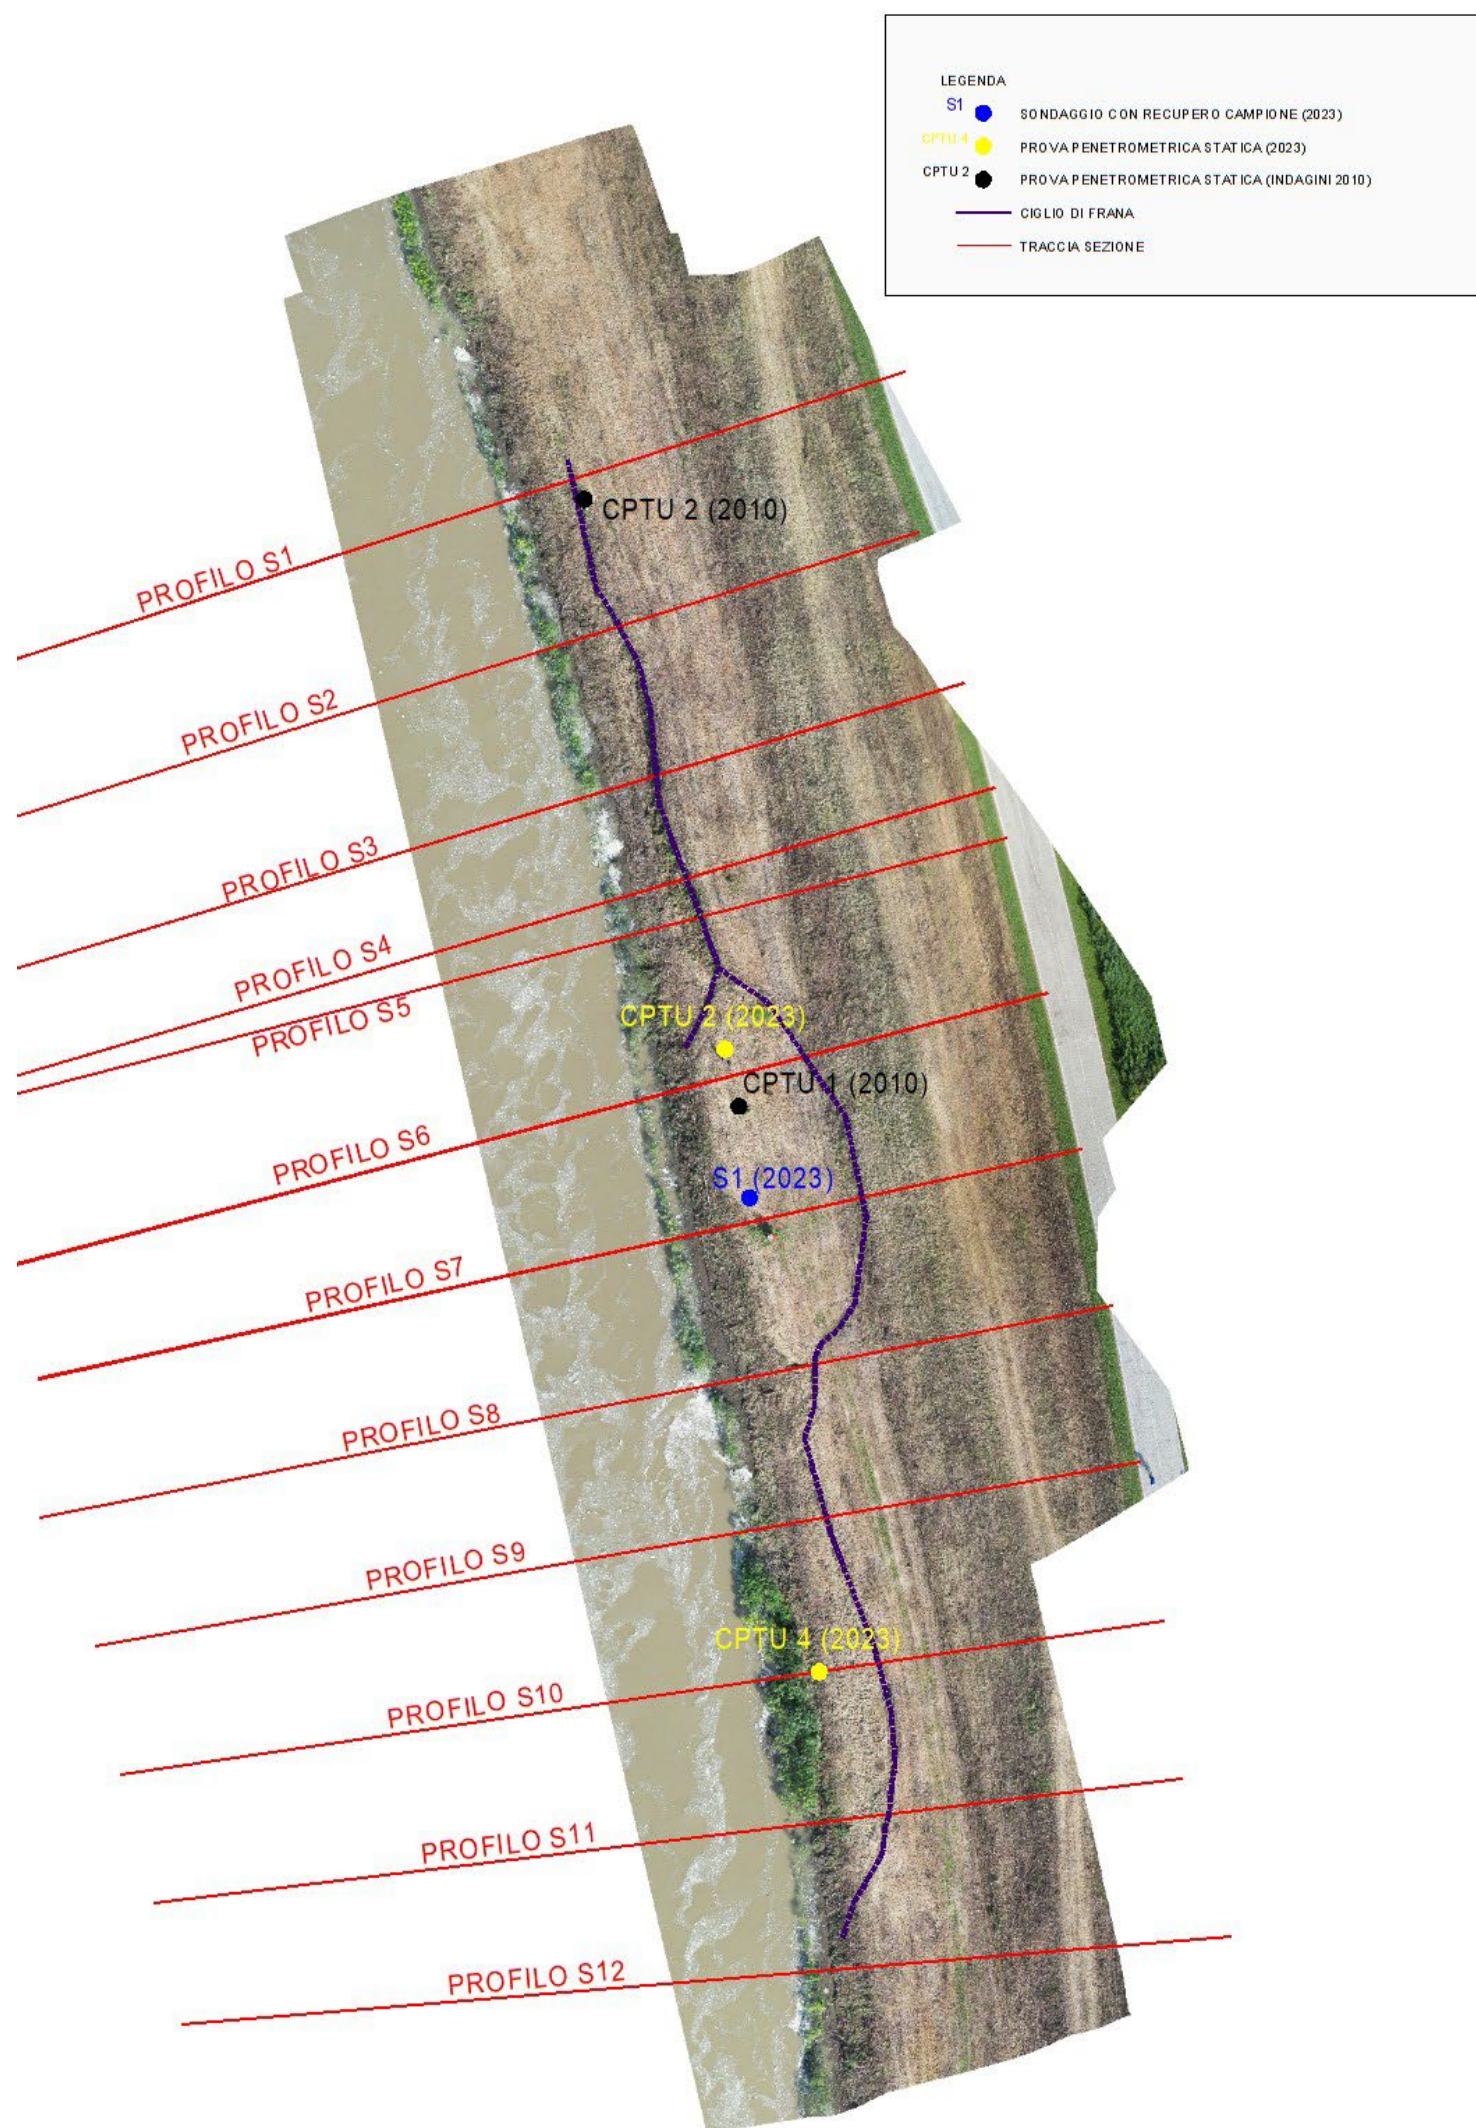 LEGENDA
S1 SONDAGGIO CON RECUPERO CAMPIONE (2023)
CPTU 4 PROVA PENETROMETRICA STATICA (2023)
CPTU 2 PROVA PENETROMETRICA STATICA (INDAGINI 2010)
CIGLIO DI FRANA
TRACCIA SEZIONE
CPTU 2 (2010)
PROFILO S1
PROFILO S2
PROFILO S3
PROFILO S4
PROFILO S5
CPTU 2 (2023)
CPTU 1 (2010)
PROFILO S6
S1 (2023)
PROFILO S7
PROFILO S8
PROFILO S9
CPTU 4 (2023)
PROFILO S10
PROFILO S11
PROFILO S12